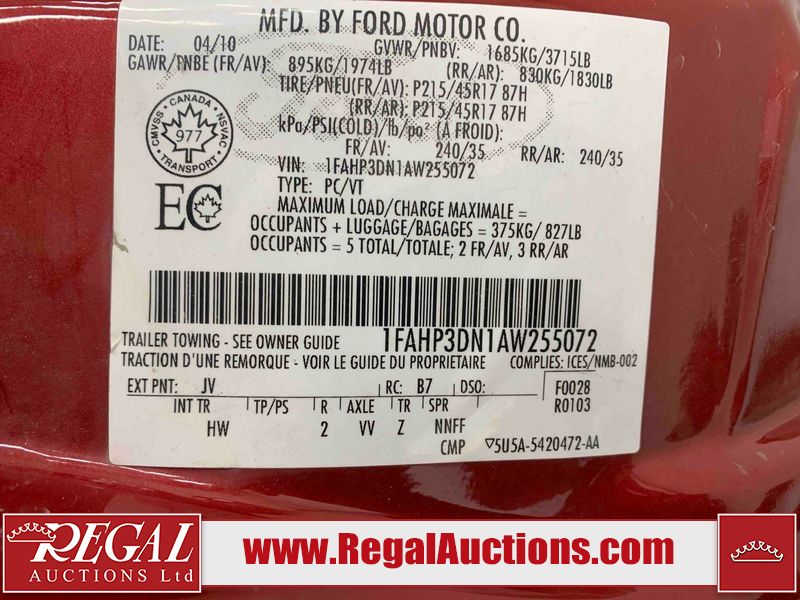 MFD. BY FORD MOTOR CO.
DATE: 04/10 GVWR/PNBV: 1685KG/3715LB
GAWR/PNBE (FR/AV): 895KG/1974LB (RR/AR): 830KG/1830LB
TIRE/PNEU(FR/AV): P215/45R17 87H
(RR/AR): P215/45R17 87H
kPa/PSI(COLD)/lb/po² (À FROID):
FR/AV: 240/35 RR/AR: 240/35
CANADA
CMVSS 977 NSVAC
TRANSPORT
VIN: 1FAHP3DN1AW255072
TYPE: PC/VT
EC
MAXIMUM LOAD/CHARGE MAXIMALE =
OCCUPANTS + LUGGAGE/BAGAGES = 375KG/ 827LB
OCCUPANTS = 5 TOTAL/TOTALE; 2 FR/AV, 3 RR/AR
TRAILER TOWING - SEE OWNER GUIDE 1FAHP3DN1AW255072
TRACTION D'UNE REMORQUE - VOIR LE GUIDE DU PROPRIETAIRE COMPLIES: ICES/NMB-002
EXT PNT: JV RC: B7 DSO: F0028
INT TR TP/PS R AXLE TR SPR R0103
HW 2 VV Z NNFF
CMP ▽5U5A-5420472-AA
REGAL
AUCTIONS Ltd
www.RegalAuctions.com